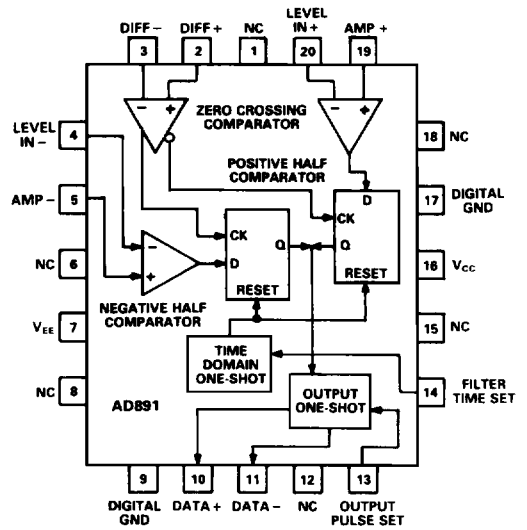 LEVEL
DIFF- DIFF+ NC IN+ AMP+
3 2 1 20 19
- + ZERO CROSSING - +
COMPARATOR
LEVEL
IN- 4
18 NC
POSITIVE HALF
COMPARATOR
AMP- 5
D
17 DIGITAL
GND
CK
CK
Q Q
NC 6
-
+
D
16 VCC
RESET
RESET
NEGATIVE HALF
COMPARATOR
VEE 7
15 NC
TIME
DOMAIN
ONE-SHOT
NC 8
14 FILTER
TIME SET
OUTPUT
ONE-SHOT
AD891
9 10 11 12 13
DIGITAL DATA+ DATA- NC OUTPUT
GND PULSE SET